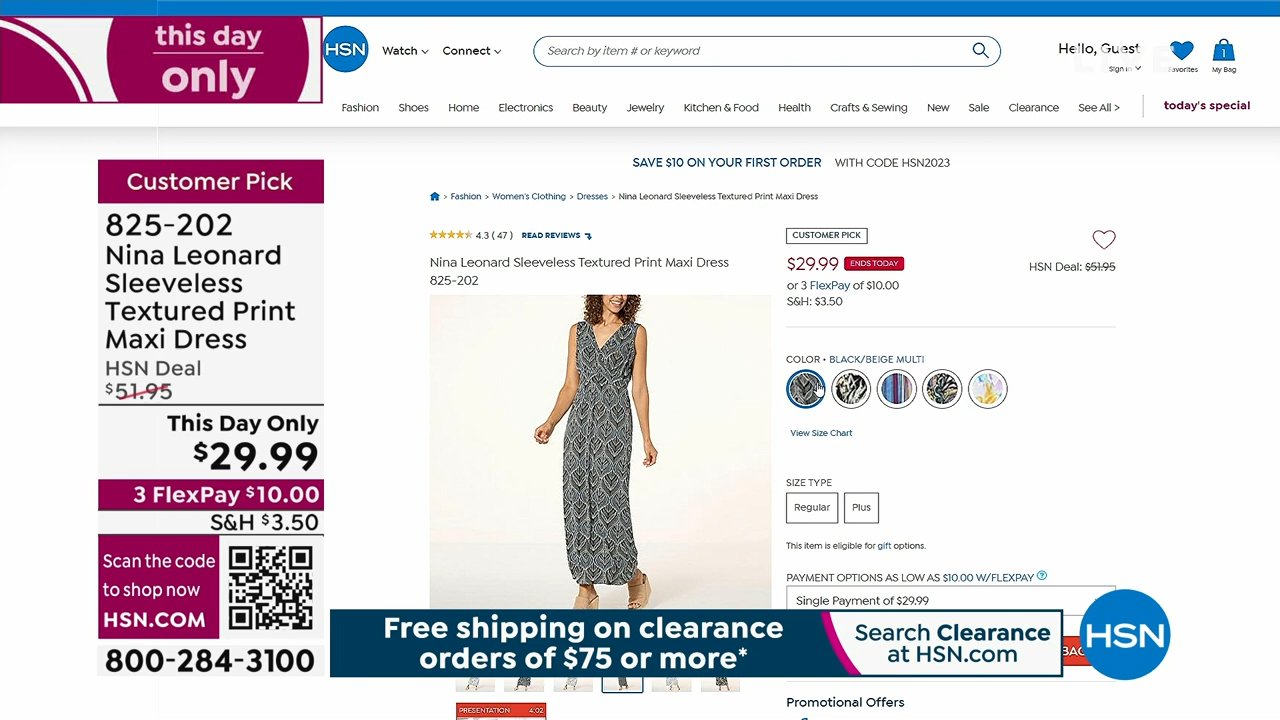 this day
only
HSN
Watch
Connect
Search by item # or keyword
Hello, Guest
Sign in
Favorites
1
My Bag
Fashion
Shoes
Home
Electronics
Beauty
Jewelry
Kitchen & Food
Health
Crafts & Sewing
New
Sale
Clearance
See All >
today's special
SAVE $10 ON YOUR FIRST ORDER WITH CODE HSN2023
> Fashion > Women's Clothing > Dresses > Nina Leonard Sleeveless Textured Print Maxi Dress
Customer Pick
825-202
Nina Leonard
Sleeveless
Textured Print
Maxi Dress
HSN Deal
$51.95
This Day Only
$29.99
3 FlexPay $10.00
S&H $3.50
Scan the code
to shop now
HSN.COM
800-284-3100
4.3 ( 47 ) READ REVIEWS
Nina Leonard Sleeveless Textured Print Maxi Dress
825-202
CUSTOMER PICK
$29.99 ENDS TODAY
HSN Deal: $51.95
or 3 FlexPay of $10.00
S&H: $3.50
COLOR • BLACK/BEIGE MULTI
View Size Chart
SIZE TYPE
Regular
Plus
This item is eligible for gift options.
PAYMENT OPTIONS AS LOW AS $10.00 W/FLEXPAY ?
Single Payment of $29.99
BAG
Free shipping on clearance
orders of $75 or more*
Search Clearance
at HSN.com
HSN
PRESENTATION 4:02
Promotional Offers